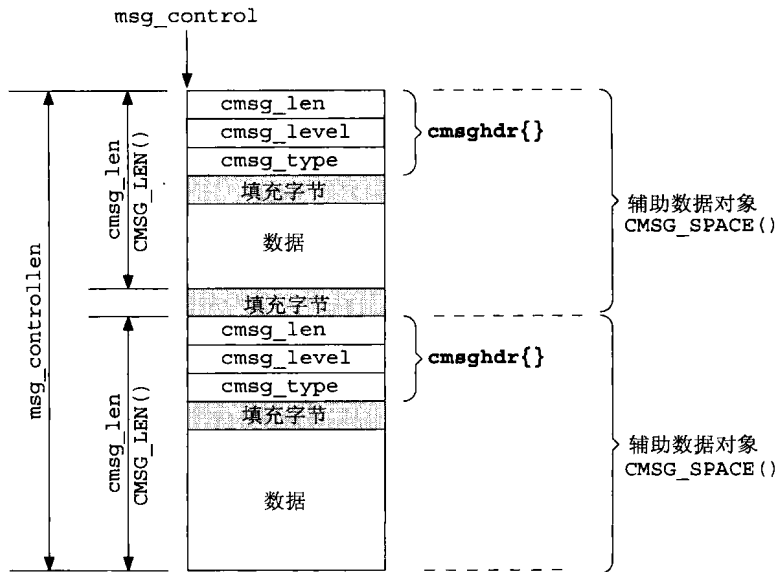 msg_control
cmsg_len
cmsg_level
cmsg_type
填充字节
数据
填充字节
cmsg_len
cmsg_level
cmsg_type
填充字节
数据
cmsghdr{}
cmsghdr{}
辅助数据对象
CMSG_SPACE()
辅助数据对象
CMSG_SPACE()
msg_controllen
cmsg_len
CMSG_LEN()
cmsg_len
CMSG_LEN()